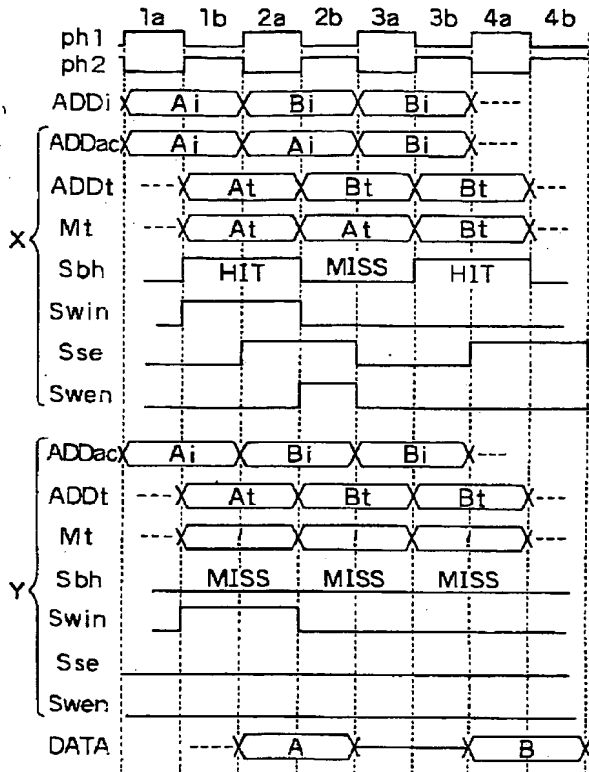 1a 1b 2a 2b 3a 3b 4a 4b
ph1
ph2
ADDi Ai Bi Bi
X
ADDac Ai Ai Bi
ADDt At Bt Bt
Mt At At Bt
Sbh HIT MISS HIT
Swin
Sse
Swen
Y
ADDac Ai Bi Bi
ADDt At Bt Bt
Mt
Sbh MISS MISS MISS
Swin
Sse
Swen
DATA A B